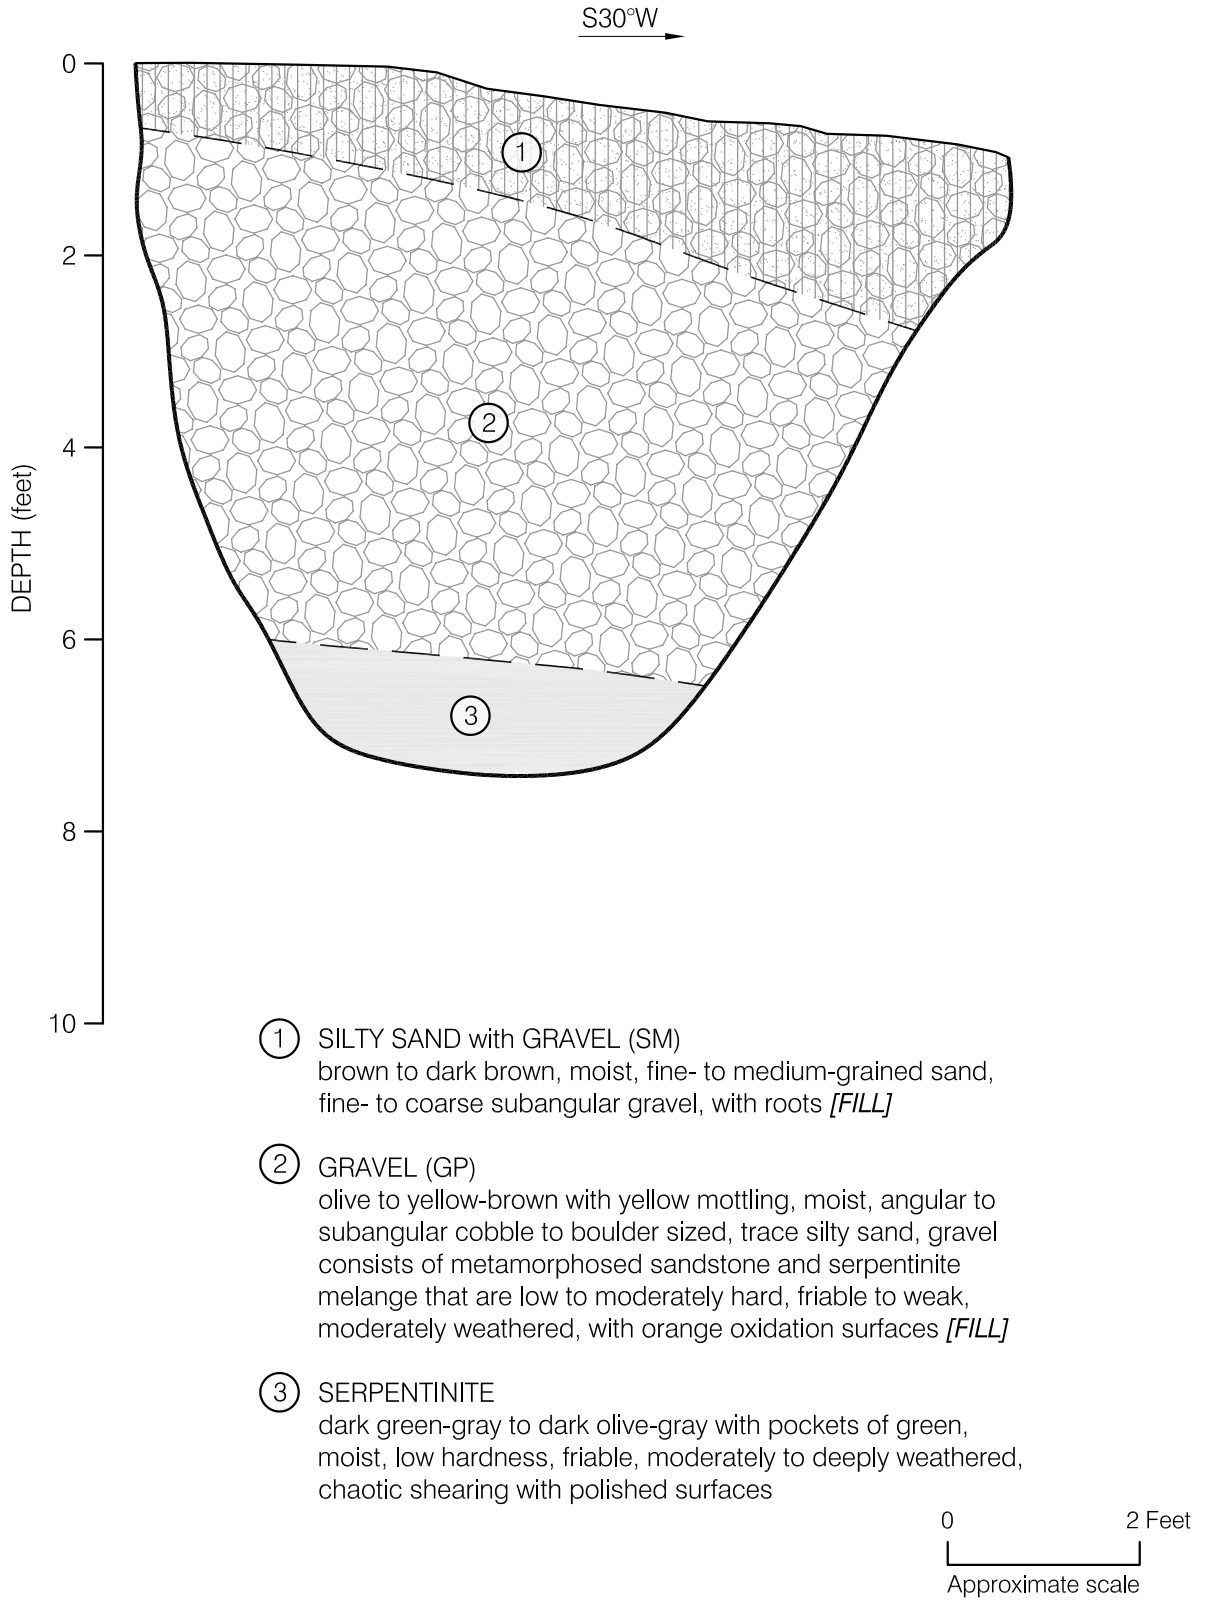 S30°W
0
2
4
6
8
10
DEPTH (feet)
1
2
3
1 SILTY SAND with GRAVEL (SM)
brown to dark brown, moist, fine- to medium-grained sand,
fine- to coarse subangular gravel, with roots [FILL]
2 GRAVEL (GP)
olive to yellow-brown with yellow mottling, moist, angular to
subangular cobble to boulder sized, trace silty sand, gravel
consists of metamorphosed sandstone and serpentinite
melange that are low to moderately hard, friable to weak,
moderately weathered, with orange oxidation surfaces [FILL]
3 SERPENTINITE
dark green-gray to dark olive-gray with pockets of green,
moist, low hardness, friable, moderately to deeply weathered,
chaotic shearing with polished surfaces
0 2 Feet
Approximate scale